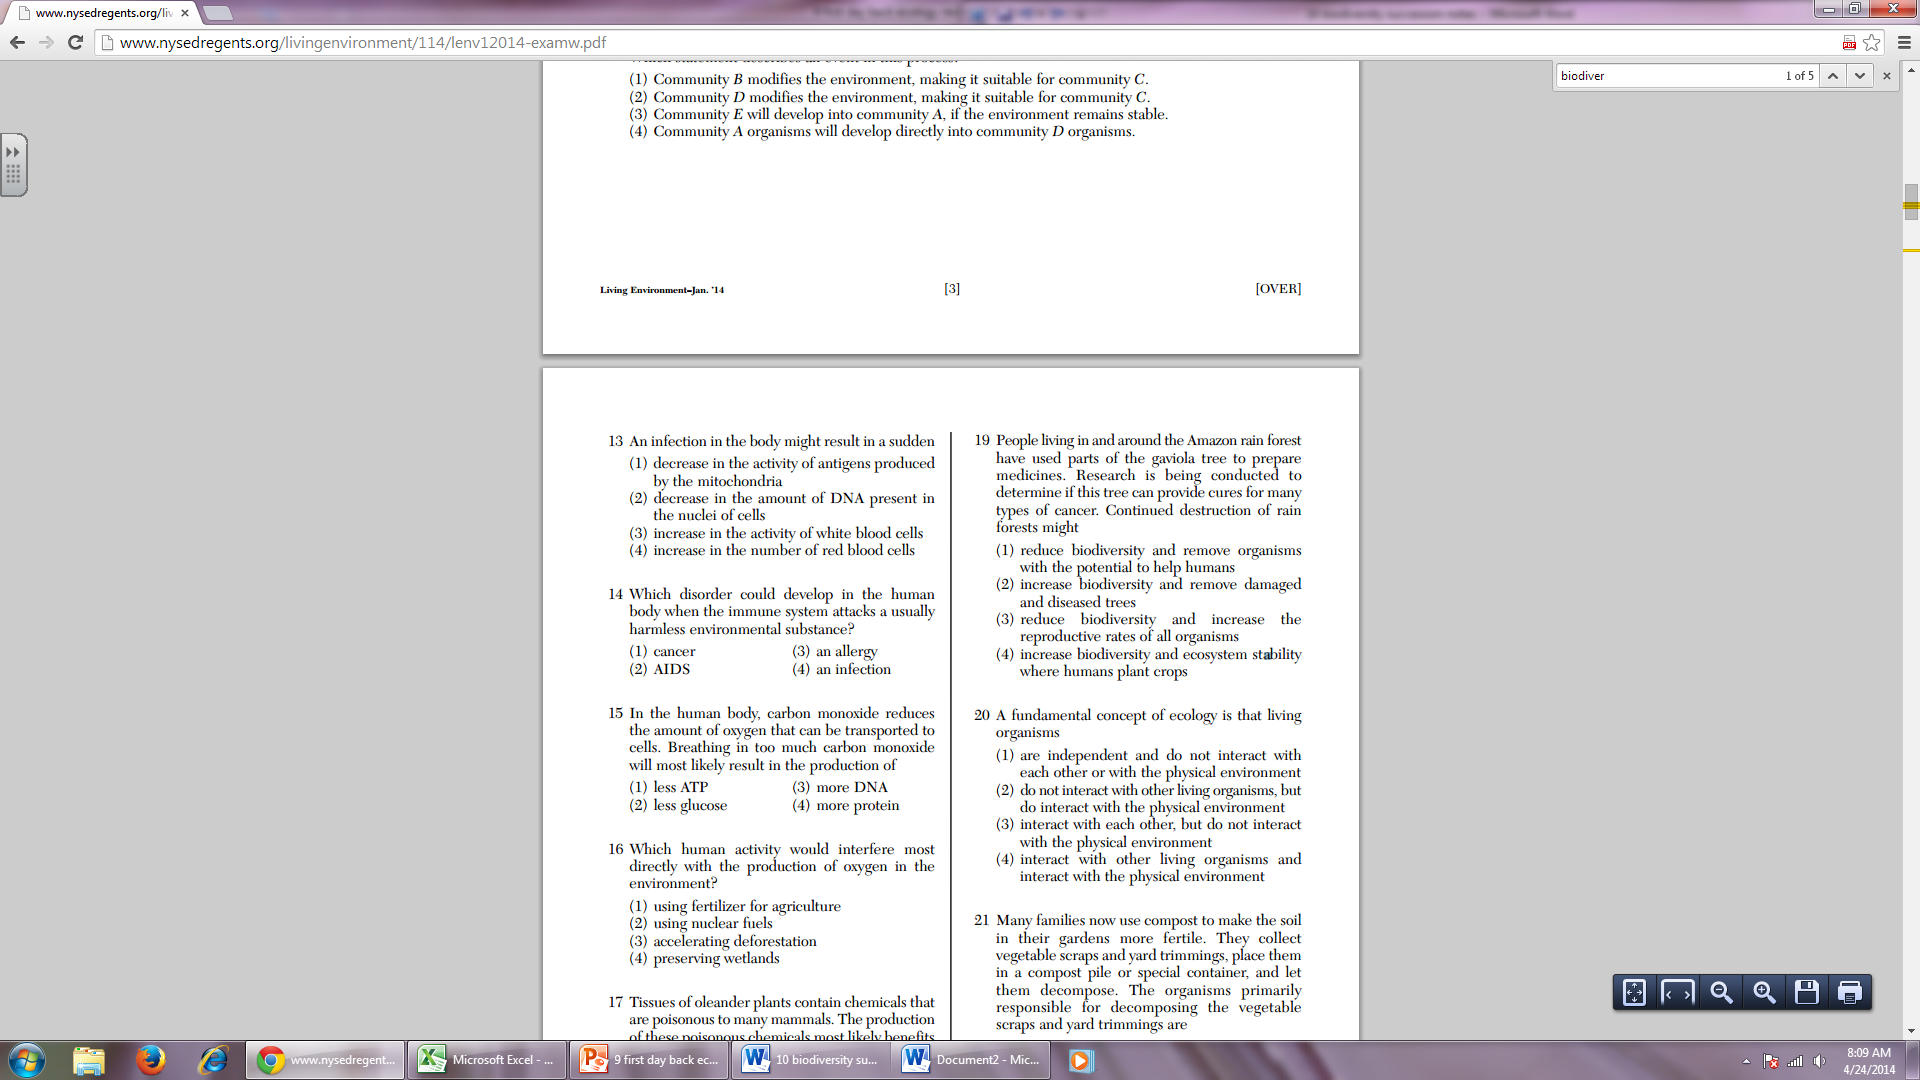 www.nysedregents.org/liv
www.nysedregents.org/livingenvironment/114/lenv12014-examw.pdf
biodiver
1 of 5
(1) Community B modifies the environment, making it suitable for community C.
(2) Community D modifies the environment, making it suitable for community C.
(3) Community E will develop into community A, if the environment remains stable.
(4) Community A organisms will develop directly into community D organisms.
Living Environment–Jan. ’14
[3]
[OVER]
13 An infection in the body might result in a sudden
(1) decrease in the activity of antigens produced
by the mitochondria
(2) decrease in the amount of DNA present in
the nuclei of cells
(3) increase in the activity of white blood cells
(4) increase in the number of red blood cells
14 Which disorder could develop in the human
body when the immune system attacks a usually
harmless environmental substance?
(1) cancer (3) an allergy
(2) AIDS (4) an infection
15 In the human body, carbon monoxide reduces
the amount of oxygen that can be transported to
cells. Breathing in too much carbon monoxide
will most likely result in the production of
(1) less ATP (3) more DNA
(2) less glucose (4) more protein
16 Which human activity would interfere most
directly with the production of oxygen in the
environment?
(1) using fertilizer for agriculture
(2) using nuclear fuels
(3) accelerating deforestation
(4) preserving wetlands
17 Tissues of oleander plants contain chemicals that
are poisonous to many mammals. The production
of these poisonous chemicals most likely benefits
19 People living in and around the Amazon rain forest
have used parts of the gaviola tree to prepare
medicines. Research is being conducted to
determine if this tree can provide cures for many
types of cancer. Continued destruction of rain
forests might
(1) reduce biodiversity and remove organisms
with the potential to help humans
(2) increase biodiversity and remove damaged
and diseased trees
(3) reduce biodiversity and increase the
reproductive rates of all organisms
(4) increase biodiversity and ecosystem stability
where humans plant crops
20 A fundamental concept of ecology is that living
organisms
(1) are independent and do not interact with
each other or with the physical environment
(2) do not interact with other living organisms, but
do interact with the physical environment
(3) interact with each other, but do not interact
with the physical environment
(4) interact with other living organisms and
interact with the physical environment
21 Many families now use compost to make the soil
in their gardens more fertile. They collect
vegetable scraps and yard trimmings, place them
in a compost pile or special container, and let
them decompose. The organisms primarily
responsible for decomposing the vegetable
scraps and yard trimmings are
www.nysedregent...
Microsoft Excel - ...
9 first day back ec...
10 biodiversity su...
Document2 - Mic...
8:09 AM
4/24/2014